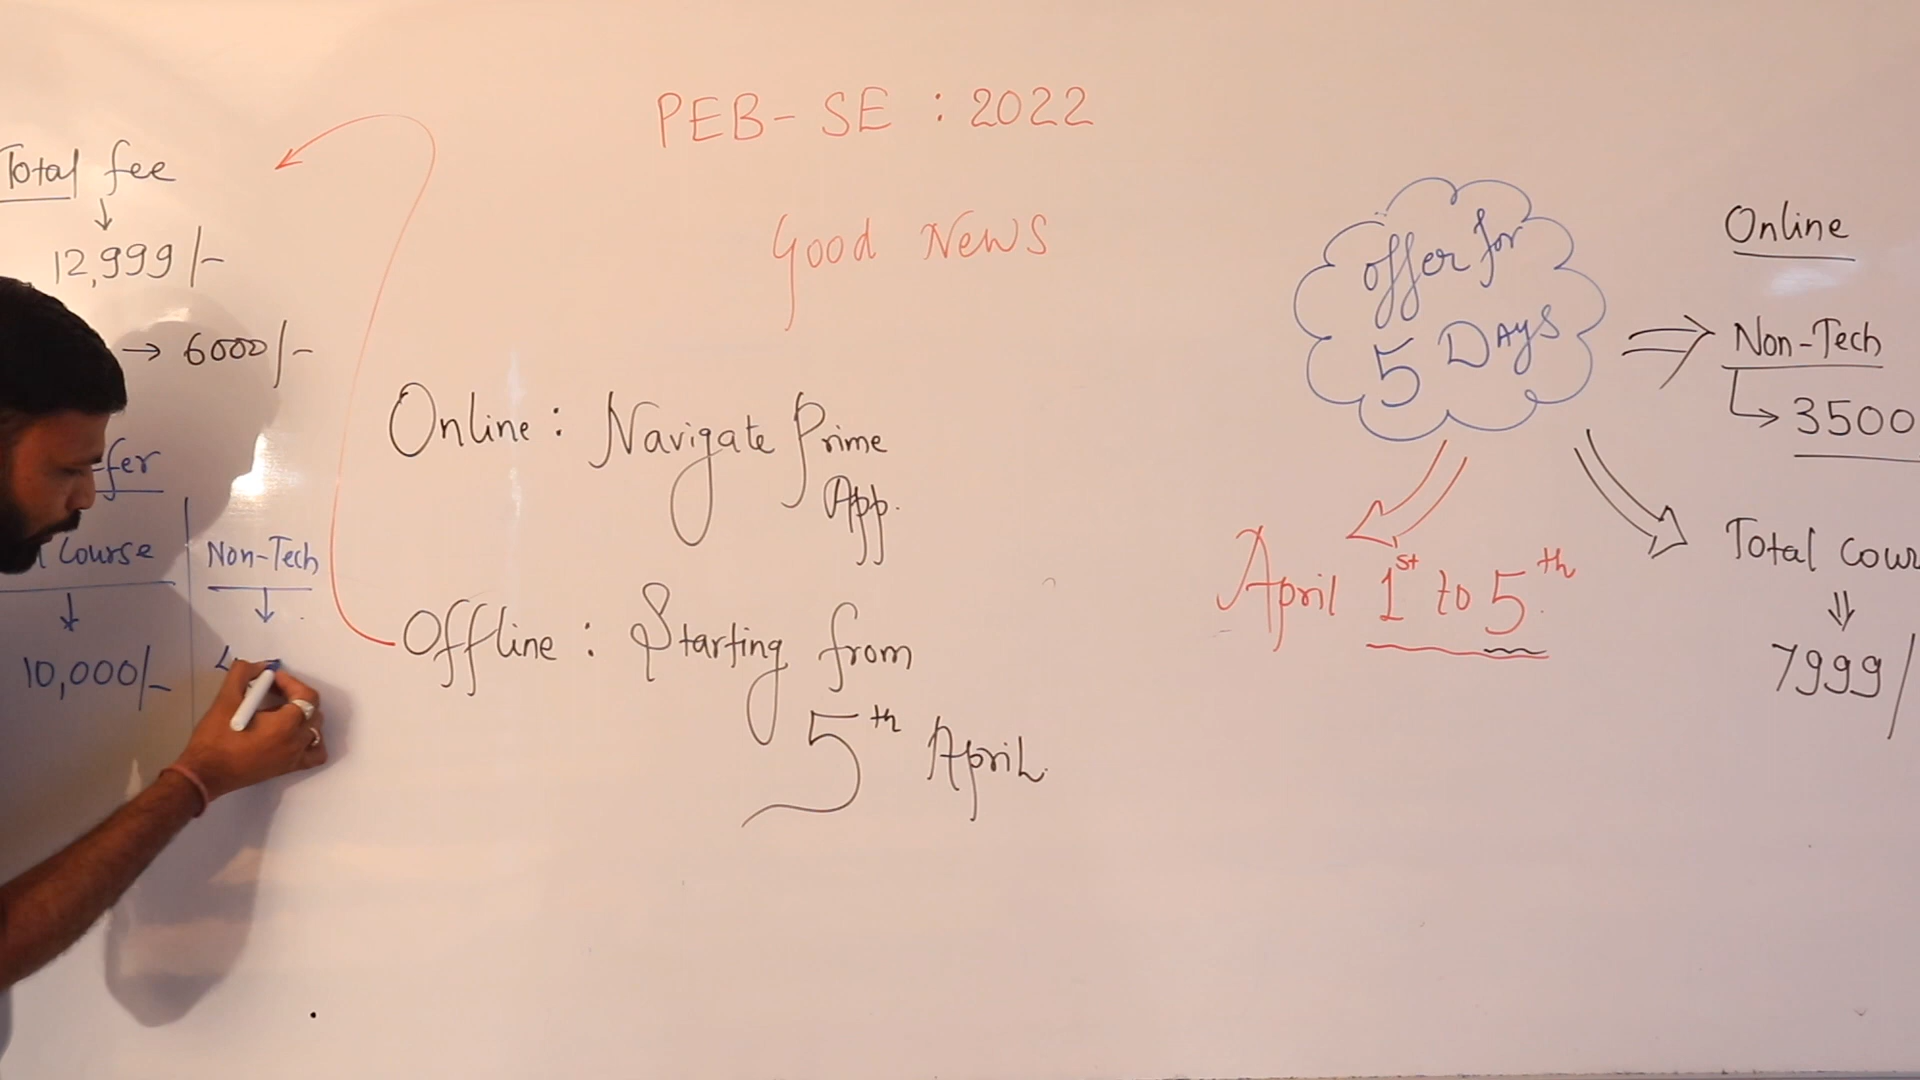 PEB-SE : 2022
Good News
Total fee
12,999/-
→ 6000/-
Course
10,000/-
Non-Tech
Online : Navigate Prime
App.
Offline : Starting from
5th April.
Offer for
5 Days
April 1st to 5th
Online
Non-Tech
3500
Total
7999/